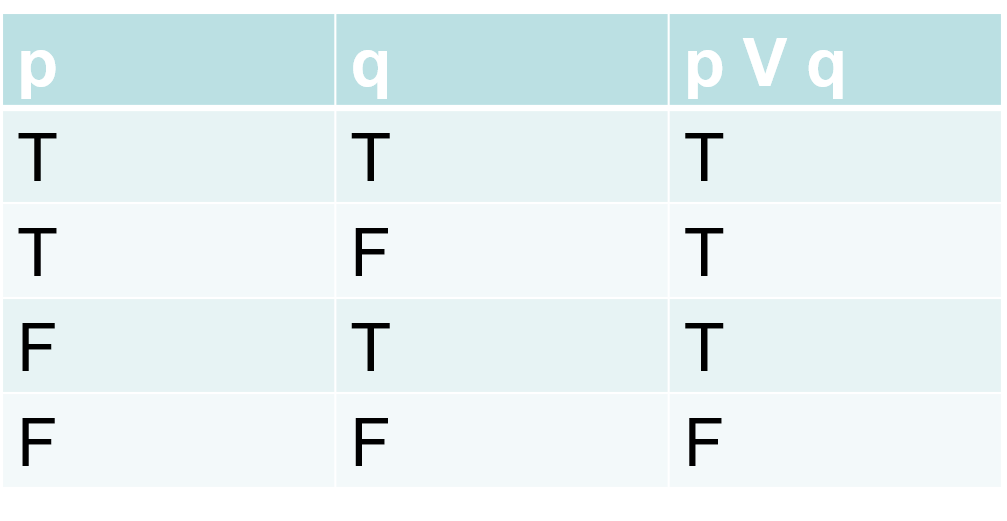 p q p V q
T T T
T F T
F T T
F F F